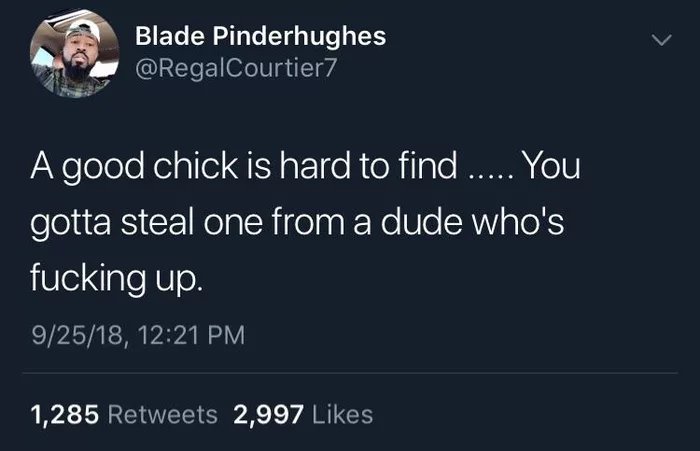 Blade Pinderhughes
@RegalCourtier7
A good chick is hard to find ..... You
gotta steal one from a dude who's
fucking up.
9/25/18, 12:21 PM
1,285 Retweets 2,997 Likes